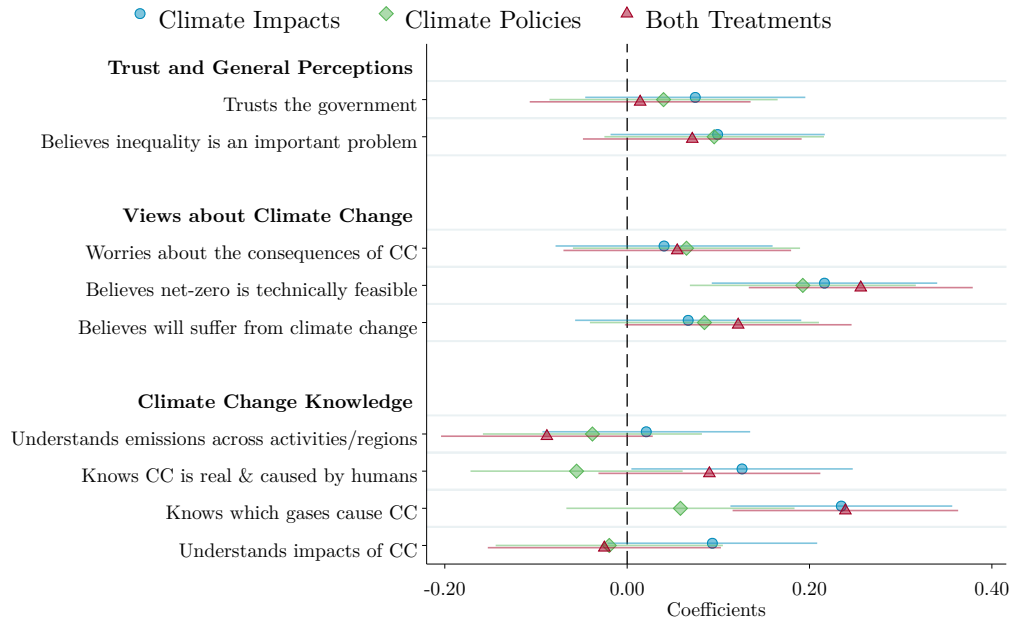 Climate Impacts Climate Policies Both Treatments
Trust and General Perceptions
Trusts the government
Believes inequality is an important problem
Views about Climate Change
Worries about the consequences of CC
Believes net-zero is technically feasible
Believes will suffer from climate change
Climate Change Knowledge
Understands emissions across activities/regions
Knows CC is real & caused by humans
Knows which gases cause CC
Understands impacts of CC
-0.20 0.00 0.20 0.40
Coefficients